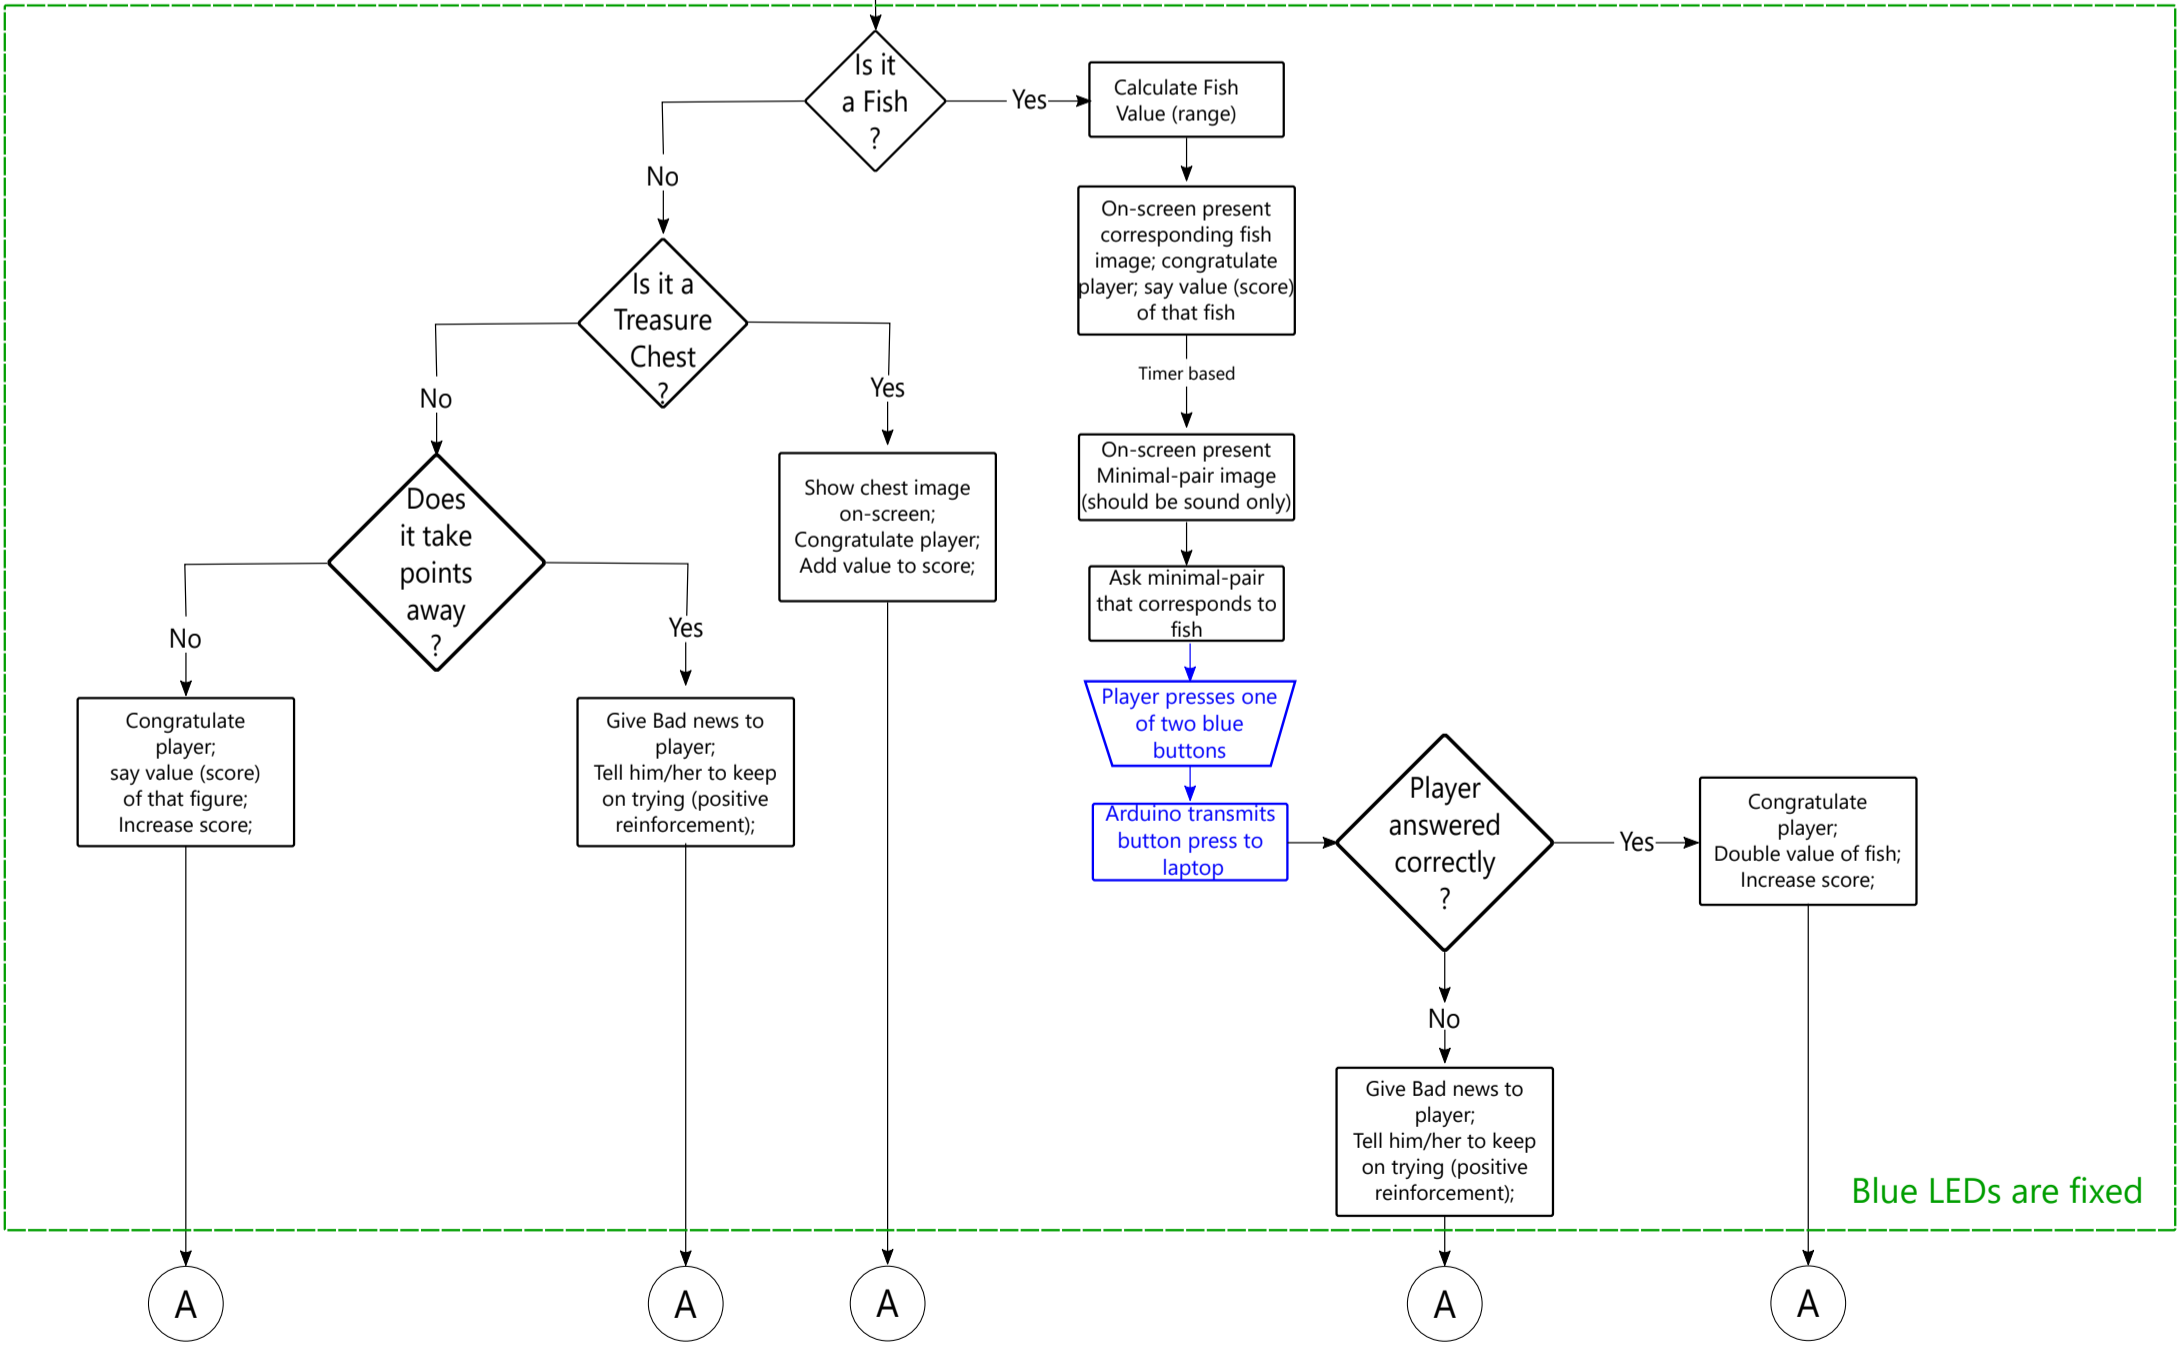 Is it
a Fish
?
Yes
Calculate Fish
Value (range)
No
On-screen present
corresponding fish
image; congratulate
player; say value (score)
of that fish
Is it a
Treasure
Chest
?
Timer based
No
Yes
On-screen present
Minimal-pair image
(should be sound only)
Does
it take
points
away
?
Show chest image
on-screen;
Congratulate player;
Add value to score;
Ask minimal-pair
that corresponds to
fish
No
Yes
Player presses one
of two blue
buttons
Congratulate
player;
say value (score)
of that figure;
Increase score;
Give Bad news to
player;
Tell him/her to keep
on trying (positive
reinforcement);
Arduino transmits
button press to
laptop
Player
answered
correctly
?
Yes
Congratulate
player;
Double value of fish;
Increase score;
No
Give Bad news to
player;
Tell him/her to keep
on trying (positive
reinforcement);
Blue LEDs are fixed
A
A
A
A
A